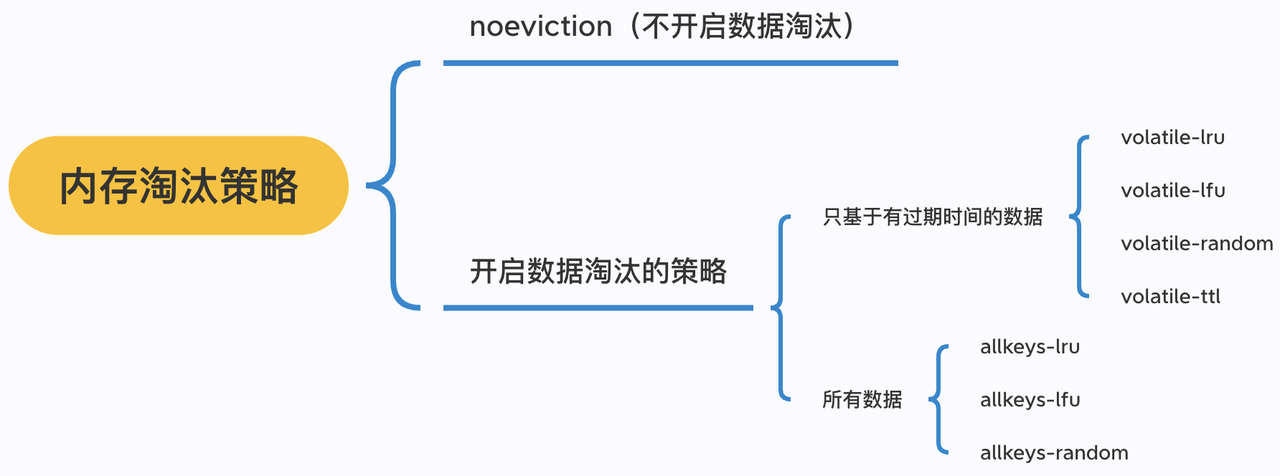 内存淘汰策略
noeviction（不开启数据淘汰）
开启数据淘汰的策略
只基于有过期时间的数据
volatile-lru
volatile-lfu
volatile-random
volatile-ttl
所有数据
allkeys-lru
allkeys-lfu
allkeys-random